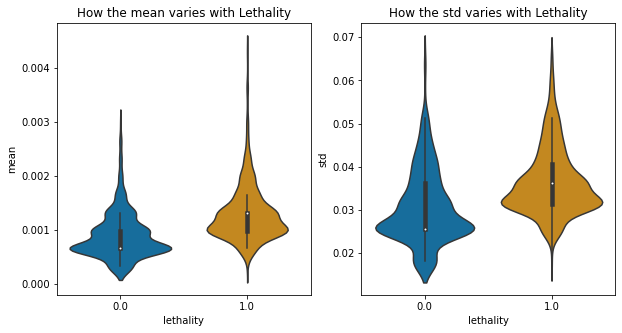 How the mean varies with Lethality
mean
0.004
0.003
0.002
0.001
0.000
0.0
1.0
lethality
How the std varies with Lethality
std
0.07
0.06
0.05
0.04
0.03
0.02
0.0
1.0
lethality